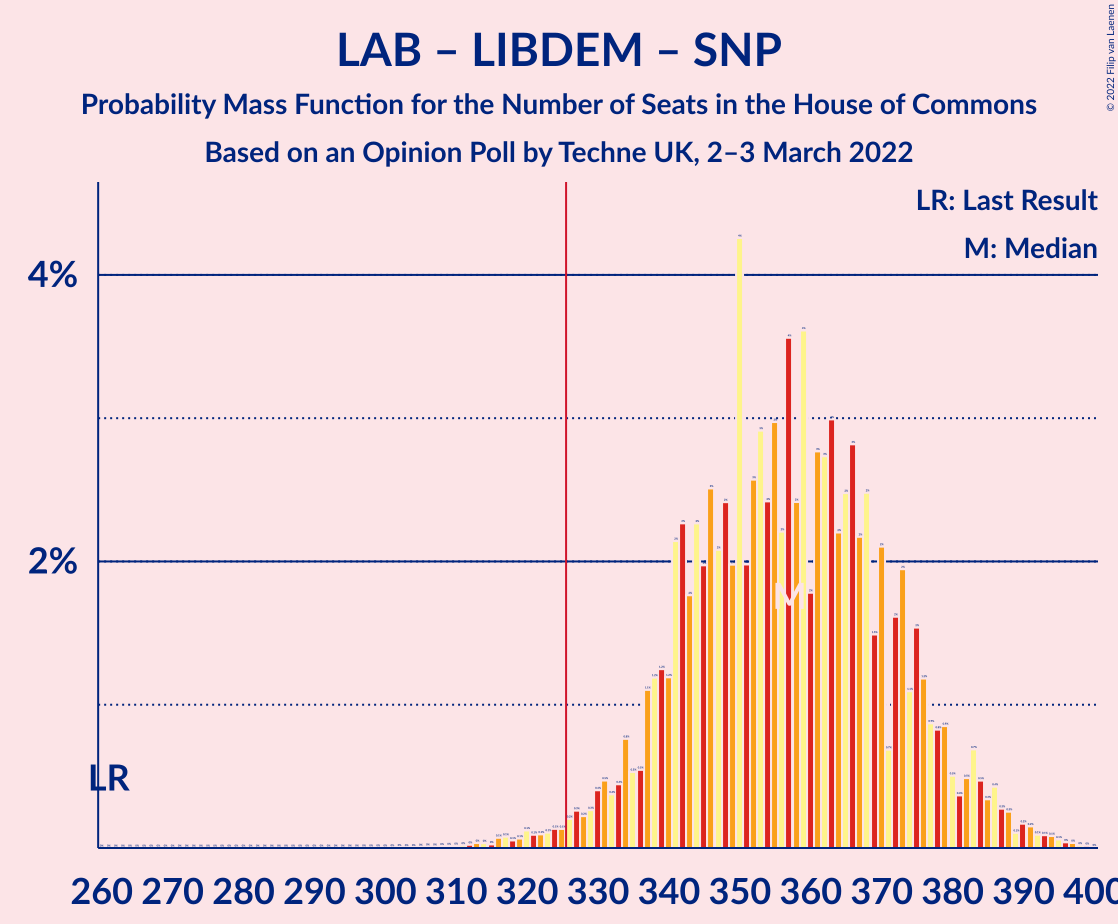 LAB – LIBDEM – SNP
Probability Mass Function for the Number of Seats in the House of Commons
Based on an Opinion Poll by Techne UK, 2–3 March 2022
© 2022 Filip van Laenen
LR: Last Result
M: Median
4%
2%
M
LR
260 270 280 290 300 310 320 330 340 350 360 370 380 390 400